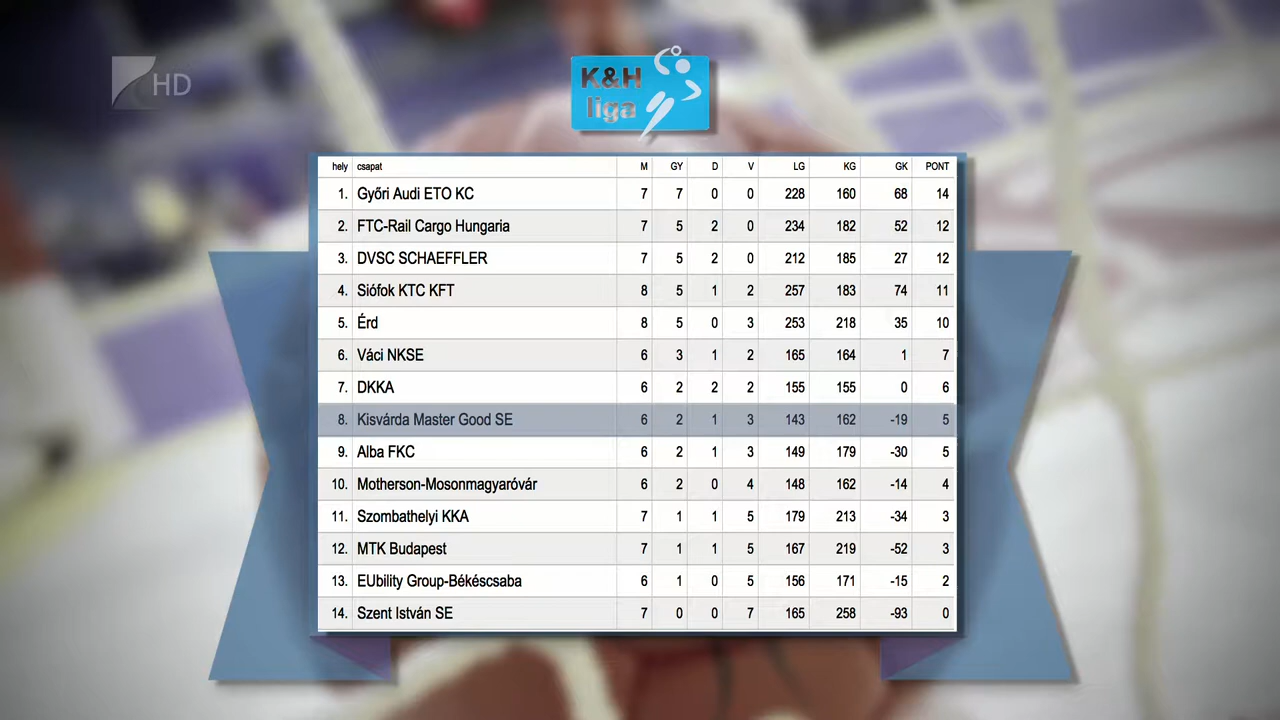 HD
K&H
liga
hely csapat M GY D V LG KG GK PONT
1. Győri Audi ETO KC 7 7 0 0 228 160 68 14
2. FTC-Rail Cargo Hungaria 7 5 2 0 234 182 52 12
3. DVSC SCHAEFFLER 7 5 2 0 212 185 27 12
4. Siófok KTC KFT 8 5 1 2 257 183 74 11
5. Érd 8 5 0 3 253 218 35 10
6. Váci NKSE 6 3 1 2 165 164 1 7
7. DKKA 6 2 2 2 155 155 0 6
8. Kisvárda Master Good SE 6 2 1 3 143 162 -19 5
9. Alba FKC 6 2 1 3 149 179 -30 5
10. Motherson-Mosonmagyaróvár 6 2 0 4 148 162 -14 4
11. Szombathelyi KKA 7 1 1 5 179 213 -34 3
12. MTK Budapest 7 1 1 5 167 219 -52 3
13. EUbility Group-Békéscsaba 6 1 0 5 156 171 -15 2
14. Szent István SE 7 0 0 7 165 258 -93 0